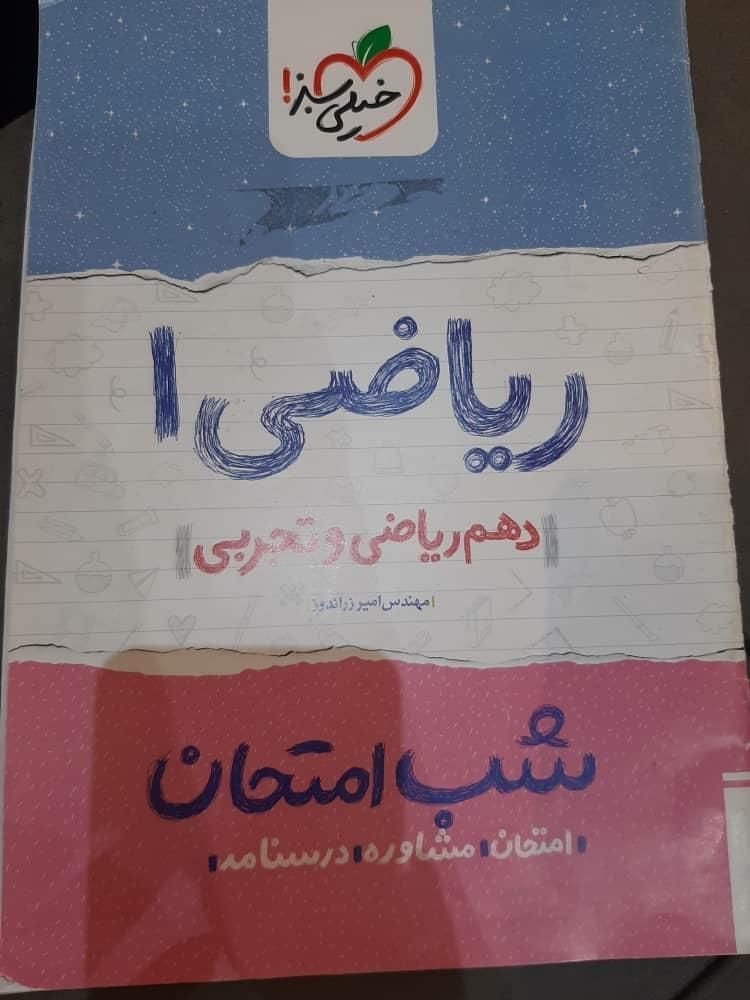 خیلی سبز!
ریاضی ۱
دهم ریاضی و تجربی
مهندس امیر زراندوز
شب امتحان
امتحان مشاوره درسنامه